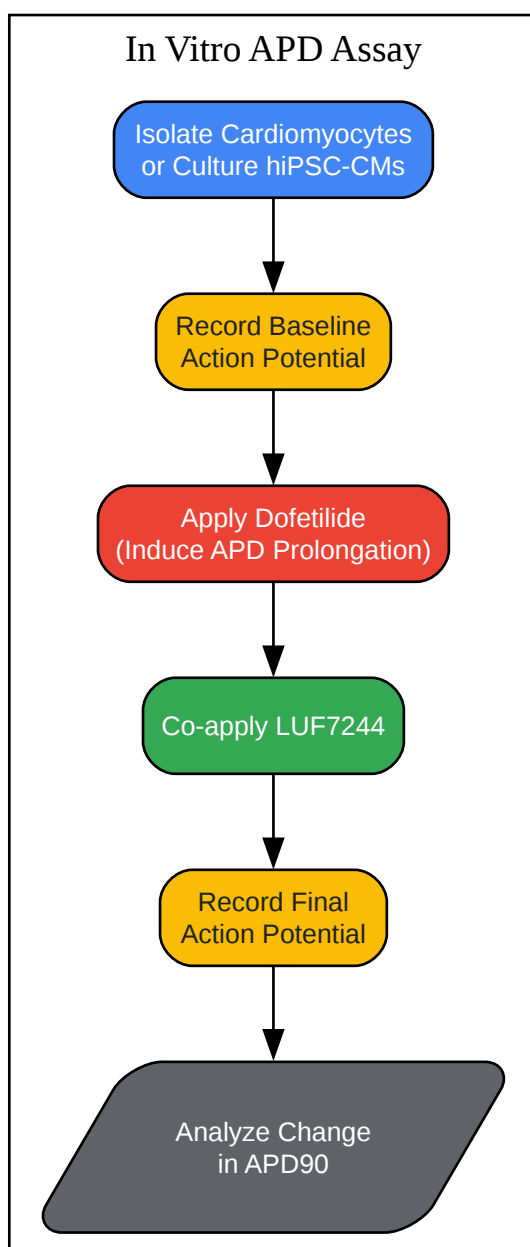 In Vitro APD Assay
Isolate Cardiomyocytes
or Culture hiPSC-CMs
Record Baseline
Action Potential
Apply Dofetilide
(Induce APD Prolongation)
Co-apply LUF7244
Record Final
Action Potential
Analyze Change
in APD90